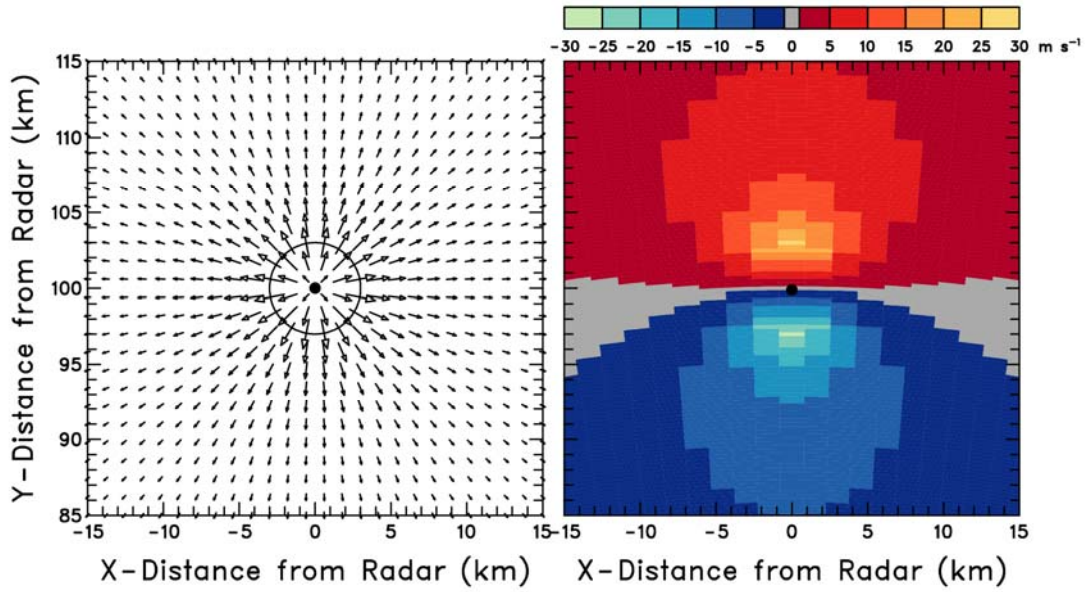 -30 -25 -20 -15 -10 -5 0 5 10 15 20 25 30 m s⁻¹
Y-Distance from Radar (km)
115
110
105
100
95
90
85
-15 -10 -5 0 5 10 15
-15 -10 -5 0 5 10 15
X-Distance from Radar (km)
X-Distance from Radar (km)